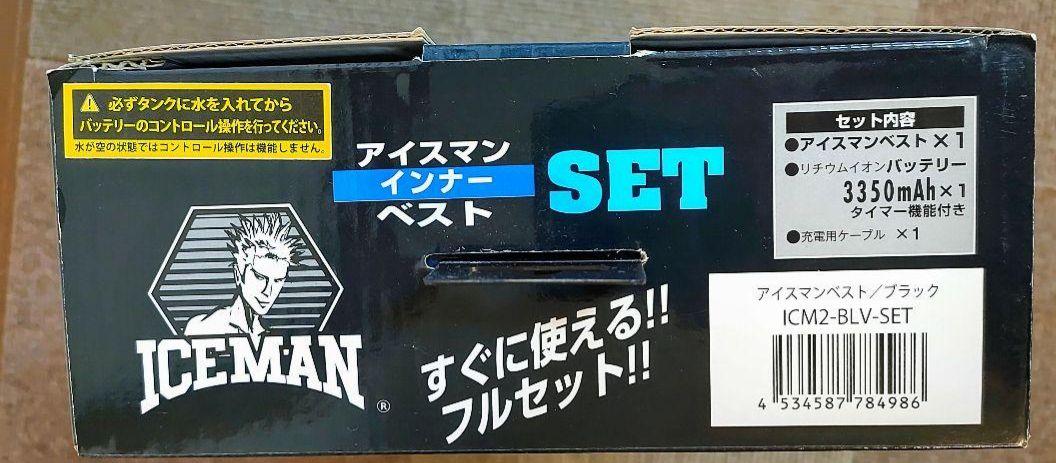 ⚠ 必ずタンクに水を入れてから
バッテリーのコントロール操作を行ってください。
水が空の状態ではコントロール操作は機能しません。
アイスマン
インナー
ベスト
SET
セット内容
●アイスマンベスト×1
●リチウムイオンバッテリー
3350mAh×1
タイマー機能付き
●充電用ケーブル ×1
ICEMAN
®
すぐに使える!!
フルセット!!
アイスマンベスト/ブラック
ICM2-BLV-SET
4 534587 784986